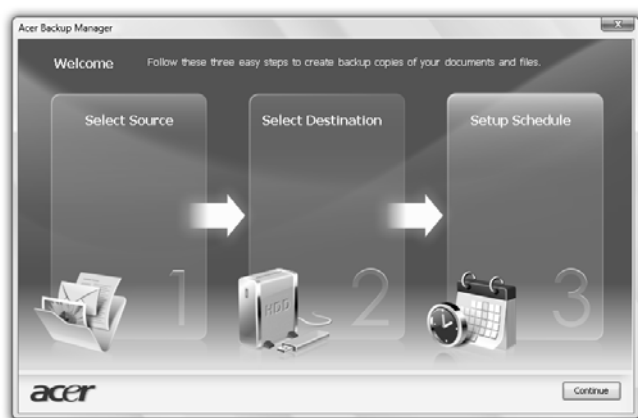 Acer Backup Manager
Welcome Follow these three easy steps to create backup copies of your documents and files.
Select Source
Select Destination
Setup Schedule
1
HDD
2
3
acer
Continue